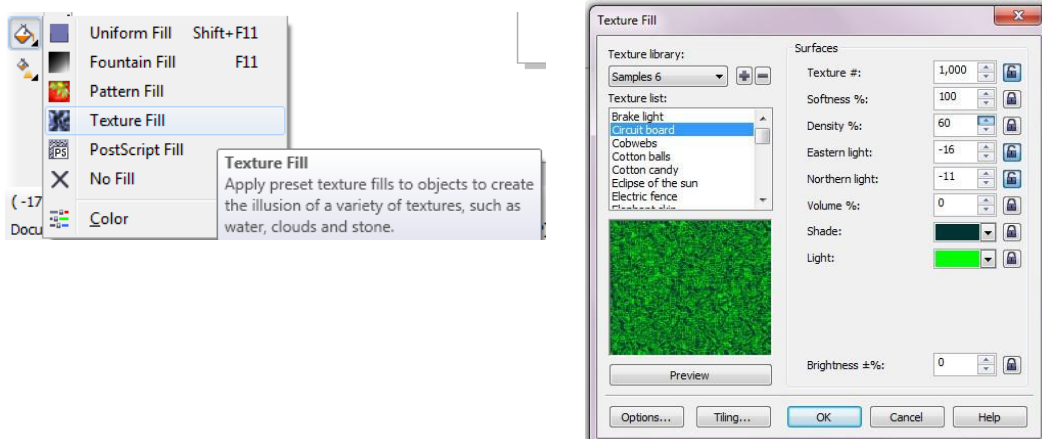 Uniform Fill Shift+F11
Fountain Fill F11
Pattern Fill
Texture Fill
PS
PostScript Fill
No Fill
Color
( -17
Docu
Texture Fill
Apply preset texture fills to objects to create
the illusion of a variety of textures, such as
water, clouds and stone.
Texture Fill
Texture library:
Samples 6
Texture list:
Brake light
Circuit board
Cobwebs
Cotton balls
Cotton candy
Eclipse of the sun
Electric fence
Preview
Surfaces
Texture #: 1,000
Softness %: 100
Density %: 60
Eastern light: -16
Northern light: -11
Volume %: 0
Shade:
Light:
Brightness ±%: 0
Options... Tiling... OK Cancel Help